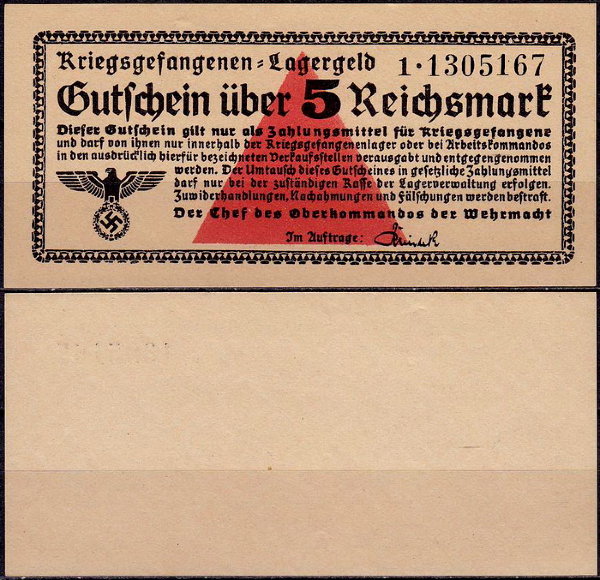 Kriegsgefangenen-Lagergeld 1·1305167
Gutschein über 5 Reichsmark
Dieser Gutschein gilt nur als Zahlungsmittel für Kriegsgefangene
und darf von ihnen nur innerhalb der Kriegsgefangenenlager oder bei Arbeitskommandos
in den ausdrücklich hierfür bezeichneten Verkaufsstellen verausgabt und entgegengenommen
werden. Der Umtausch dieses Gutscheines in gesetzliche Zahlungsmittel
darf nur bei der zuständigen Kasse der Lagerverwaltung erfolgen.
Zuwiderhandlungen, Nachahmungen und Fälschungen werden bestraft.
Der Chef des Oberkommandos der Wehrmacht
Im Auftrage: